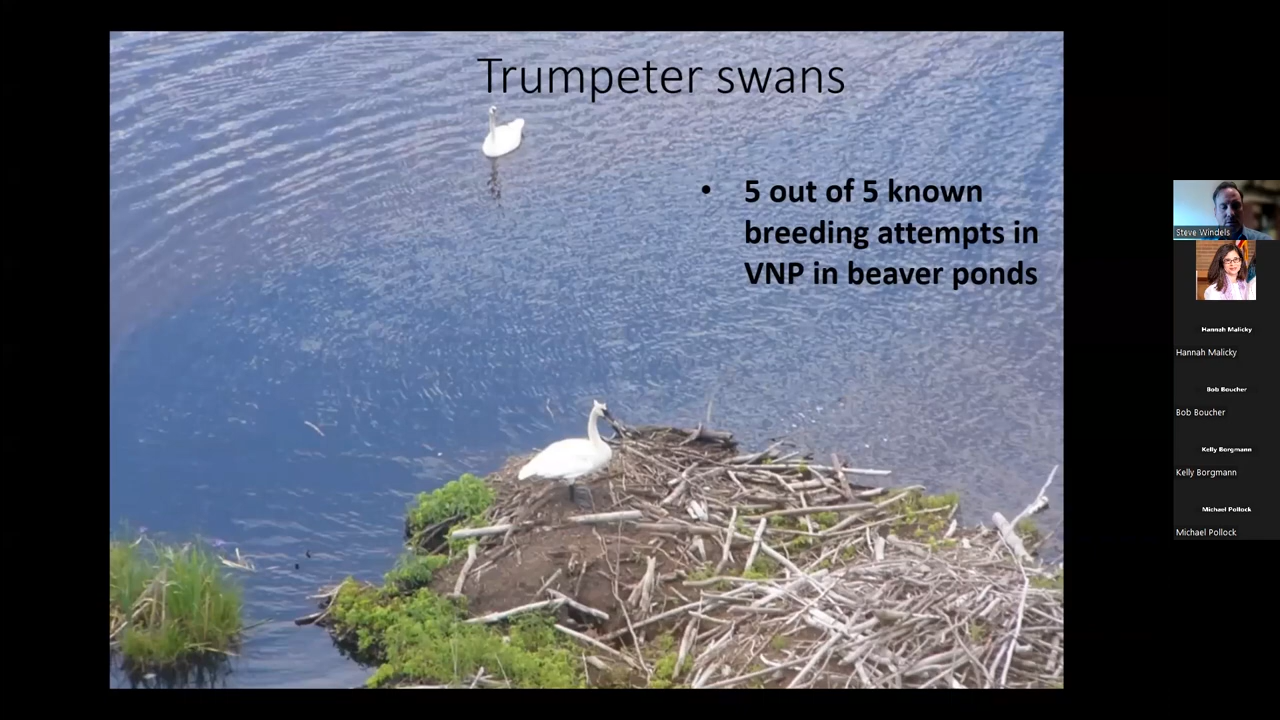 Trumpeter swans
• 5 out of 5 known
breeding attempts in
VNP in beaver ponds
Steve Windels
Hannah Malicky
Hannah Malicky
Bob Boucher
Bob Boucher
Kelly Borgmann
Kelly Borgmann
Michael Pollock
Michael Pollock